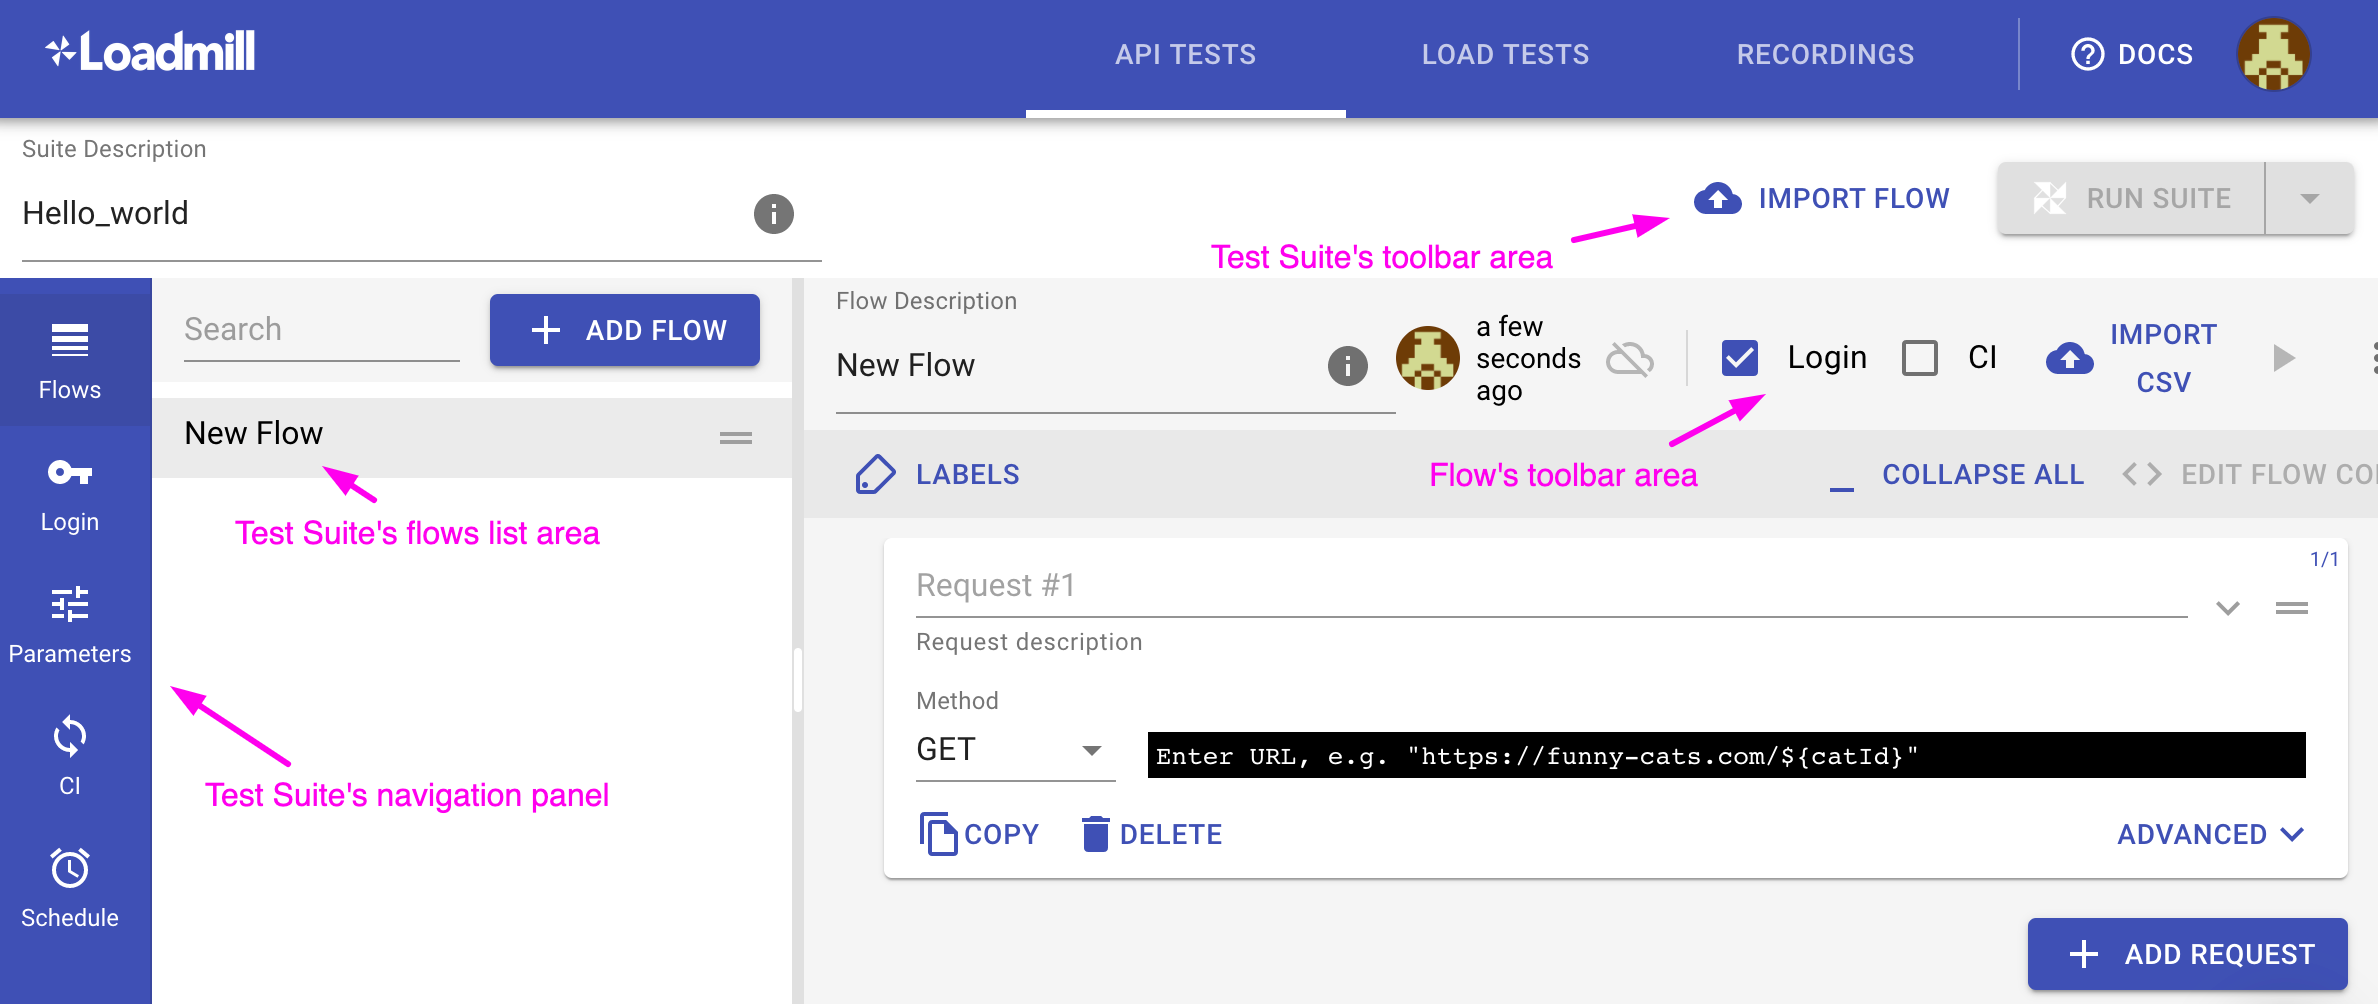 Loadmill
API TESTS
LOAD TESTS
RECORDINGS
? DOCS
Suite Description
Hello_world
i
IMPORT FLOW
RUN SUITE
Test Suite's toolbar area
Flows
Login
Parameters
CI
Schedule
Search
+ ADD FLOW
New Flow
Test Suite's flows list area
Test Suite's navigation panel
Flow Description
New Flow
i
a few
seconds
ago
Login
CI
IMPORT
CSV
Flow's toolbar area
LABELS
COLLAPSE ALL
<> EDIT FLOW CO
1/1
Request #1
Request description
Method
GET
Enter URL, e.g. "https://funny-cats.com/${catId}"
COPY
DELETE
ADVANCED
+ ADD REQUEST